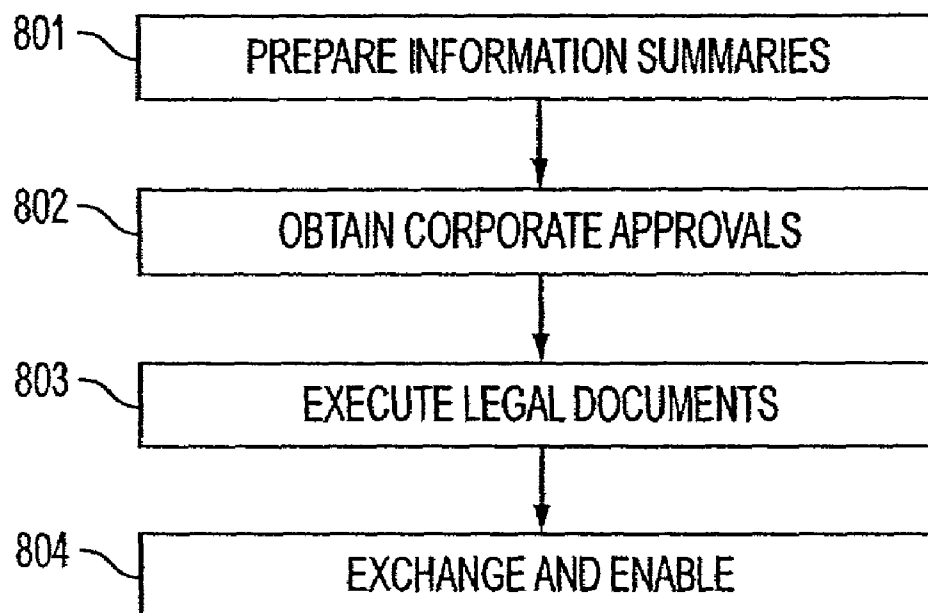 801 PREPARE INFORMATION SUMMARIES
802 OBTAIN CORPORATE APPROVALS
803 EXECUTE LEGAL DOCUMENTS
804 EXCHANGE AND ENABLE